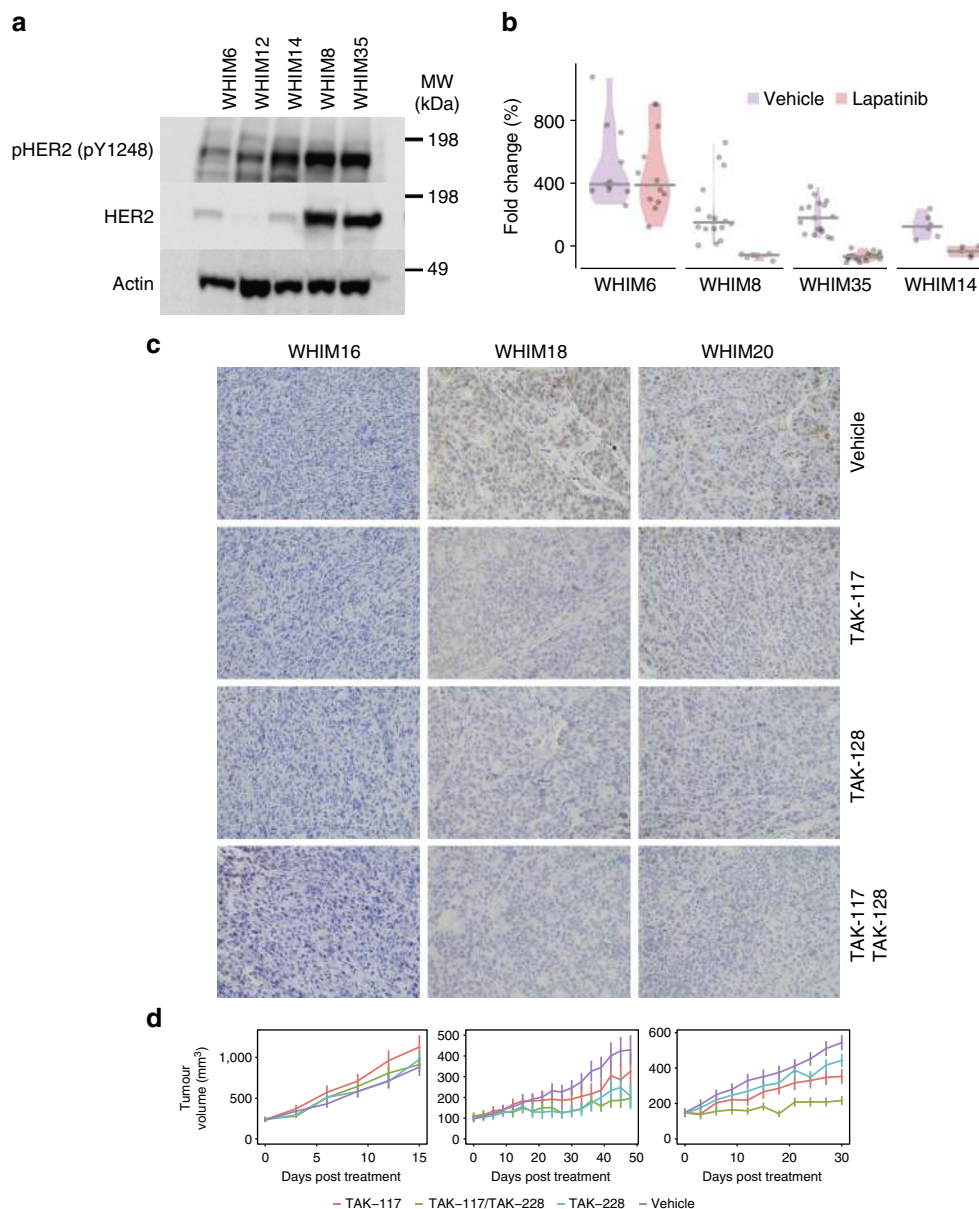 a
WHIM6
WHIM12
WHIM14
WHIM8
WHIM35
MW
(kDa)
pHER2 (pY1248)
198
HER2
198
Actin
49
b
Fold change (%)
800
400
0
Vehicle
Lapatinib
WHIM6
WHIM8
WHIM35
WHIM14
c
WHIM16
WHIM18
WHIM20
Vehicle
TAK-117
TAK-128
TAK-117
TAK-128
d
Tumour
volume (mm³)
1,000
500
0
0 5 10 15
Days post treatment
500
400
300
200
100
0
0 10 20 30 40 50
Days post treatment
600
400
200
0
0 10 20 30
Days post treatment
TAK-117
TAK-117/TAK-228
TAK-228
Vehicle